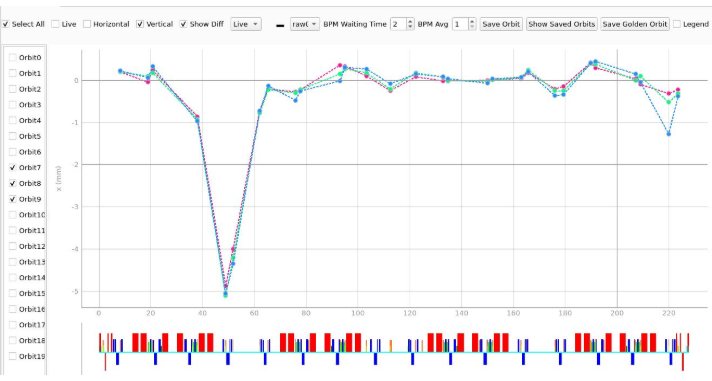 Select All Live Horizontal Vertical Show Diff Live rawt BPM Waiting Time 2 BPM Avg 1 Save Orbit Show Saved Orbits Save Golden Orbit Legend
Orbit0
Orbit1
Orbit2
Orbit3
Orbit4
Orbit5
Orbit6
Orbit7
Orbit8
Orbit9
Orbit10
Orbit11
Orbit12
Orbit13
Orbit14
Orbit15
Orbit16
Orbit17
Orbit18
Orbit19
x (mm)
0
-1
-2
-3
-4
-5
0 20 40 60 80 100 120 140 160 180 200 220